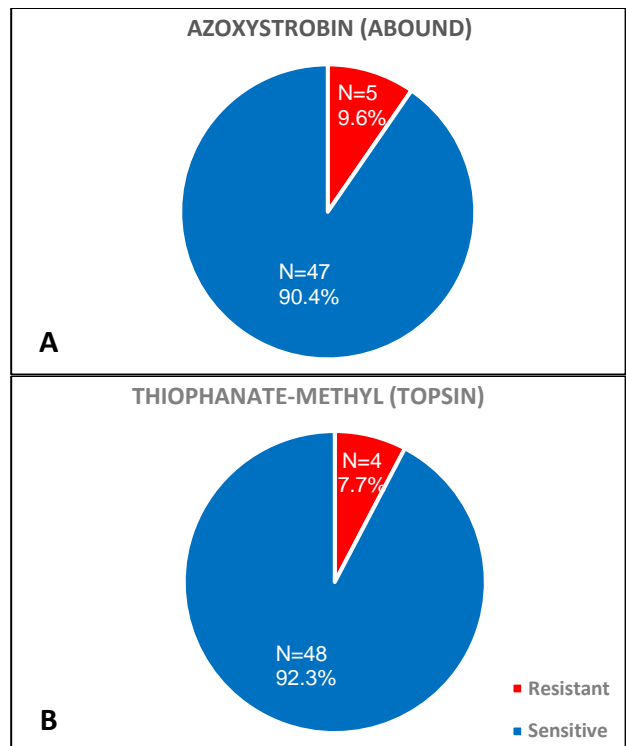 AZOXYSTROBIN (ABOUND)
N=5
9.6%
N=47
90.4%
A
THIOPHANATE-METHYL (TOPSIN)
N=4
7.7%
N=48
92.3%
Resistant
B
Sensitive